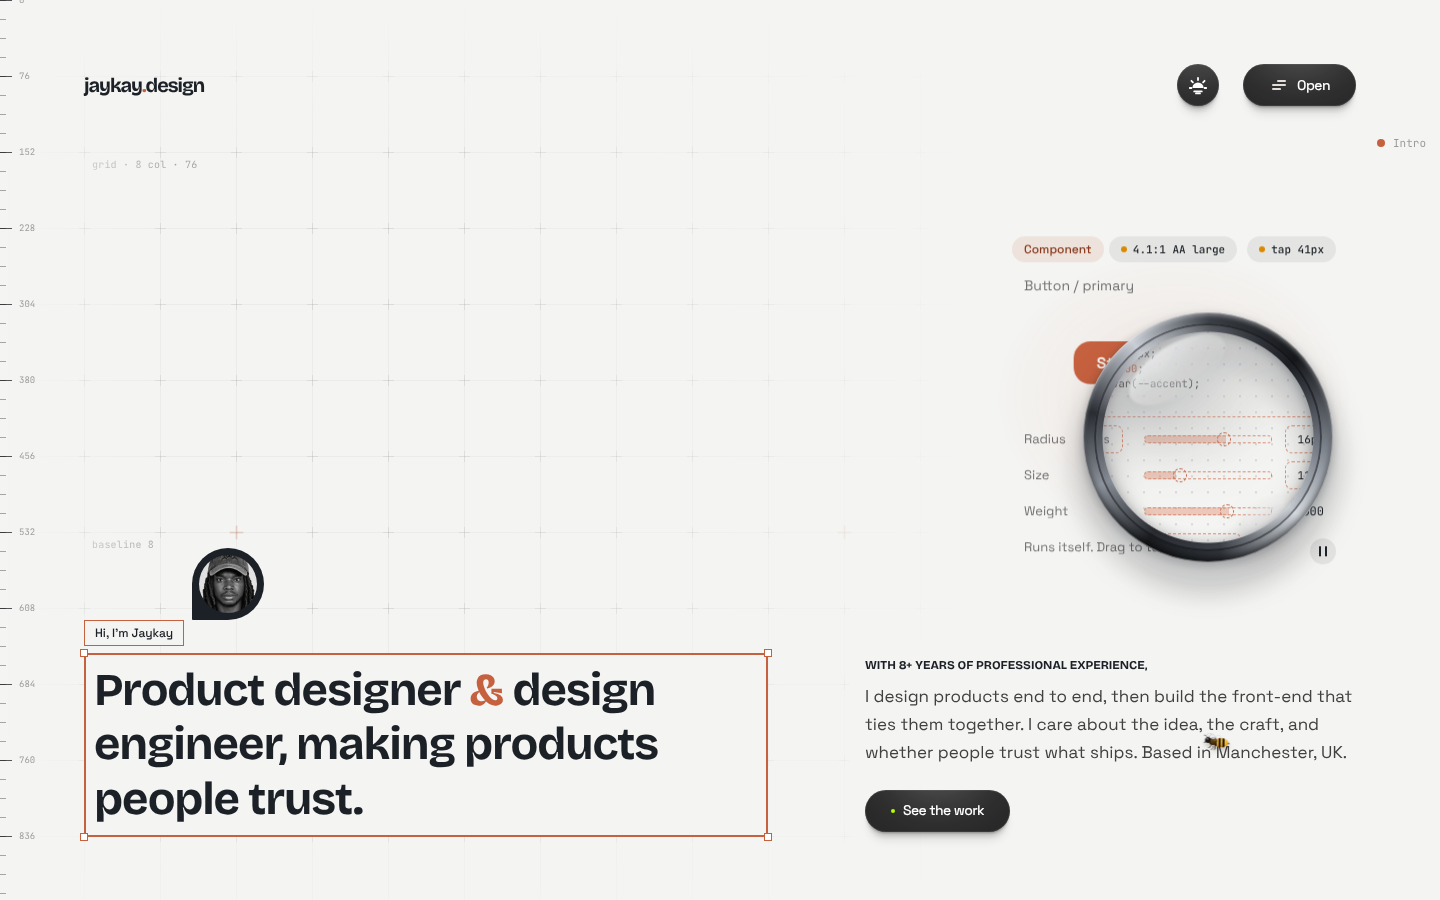 0
76
jaykay.design
Open
152
Intro
grid · 8 col · 76
228
Component
4.1:1 AA large
tap 41px
Button / primary
304
px;
00;
380
var(--accent);
Radius
s
456
Size
Weight
532
baseline 8
Runs itself. Drag to
608
Hi, I'm Jaykay
WITH 8+ YEARS OF PROFESSIONAL EXPERIENCE,
684
Product designer & design
engineer, making products
people trust.
I design products end to end, then build the front-end that
ties them together. I care about the idea, the craft, and
whether people trust what ships. Based in Manchester, UK.
760
See the work
836